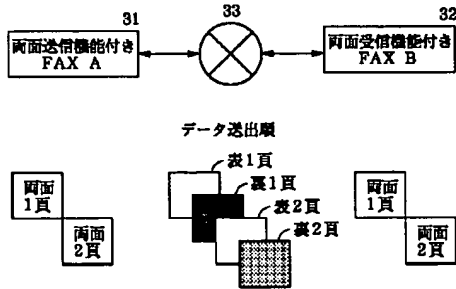 31
33
32
両面送信機能付き
FAX A
両面受信機能付き
FAX B
データ送出順
表1頁
裏1頁
表2頁
裏2頁
両面
1頁
両面
2頁
両面
1頁
両面
2頁